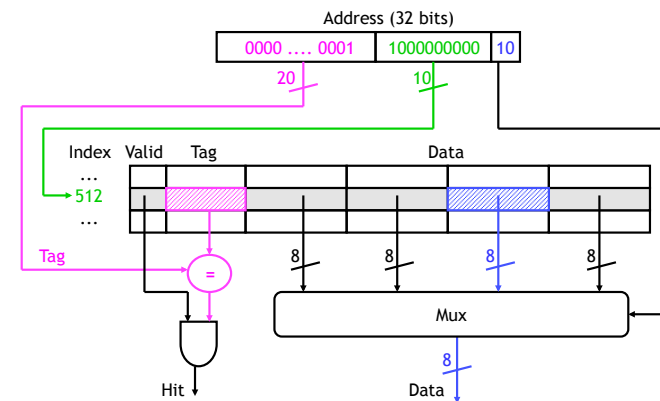 Address (32 bits)
0000 .... 0001 1000000000 10
20 10
Index Valid Tag Data
...
512
...
Tag 8 8 8 8
=
Mux
8
Hit Data